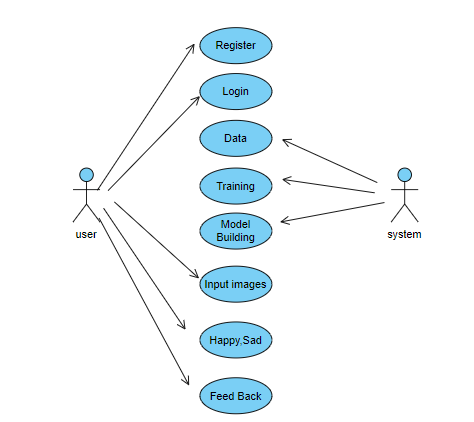 Register
Login
Data
Training
Model
Building
user
system
Input images
Happy,Sad
Feed Back